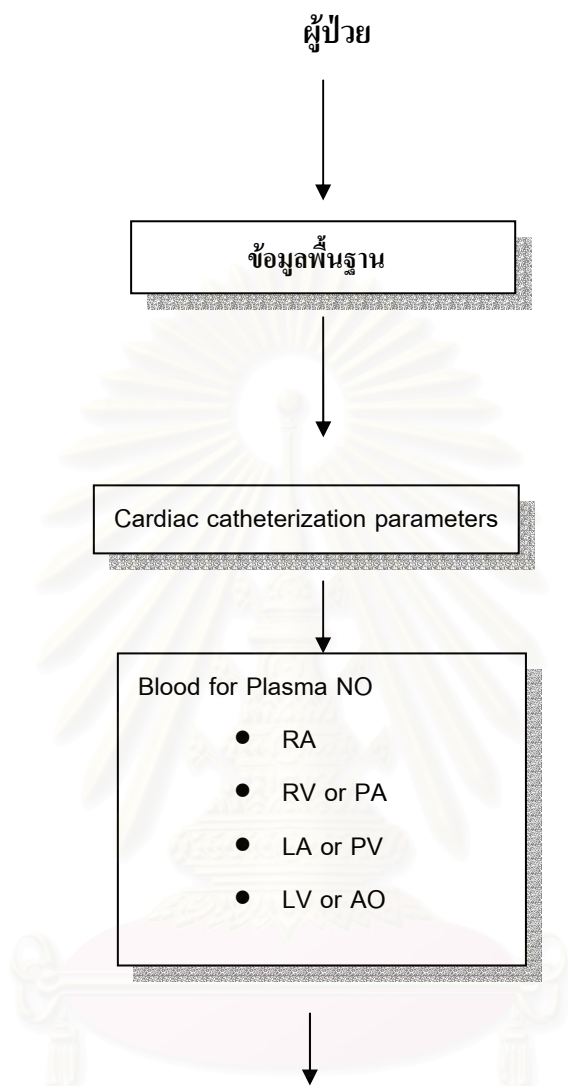 ผู้ป่วย
ข้อมูลพื้นฐาน
Cardiac catheterization parameters
Blood for Plasma NO
● RA
● RV or PA
● LA or PV
● LV or AO